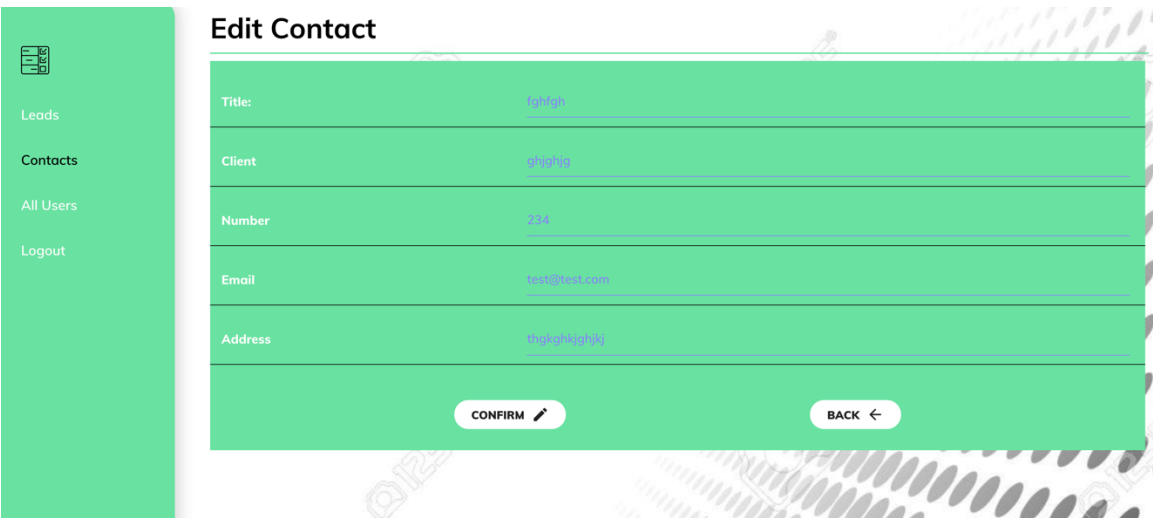 Edit Contact
Leads
Contacts
All Users
Logout
Title: fghfgh
Client ghjghjg
Number 234
Email test@test.com
Address thgkghkjghjkj
CONFIRM
BACK